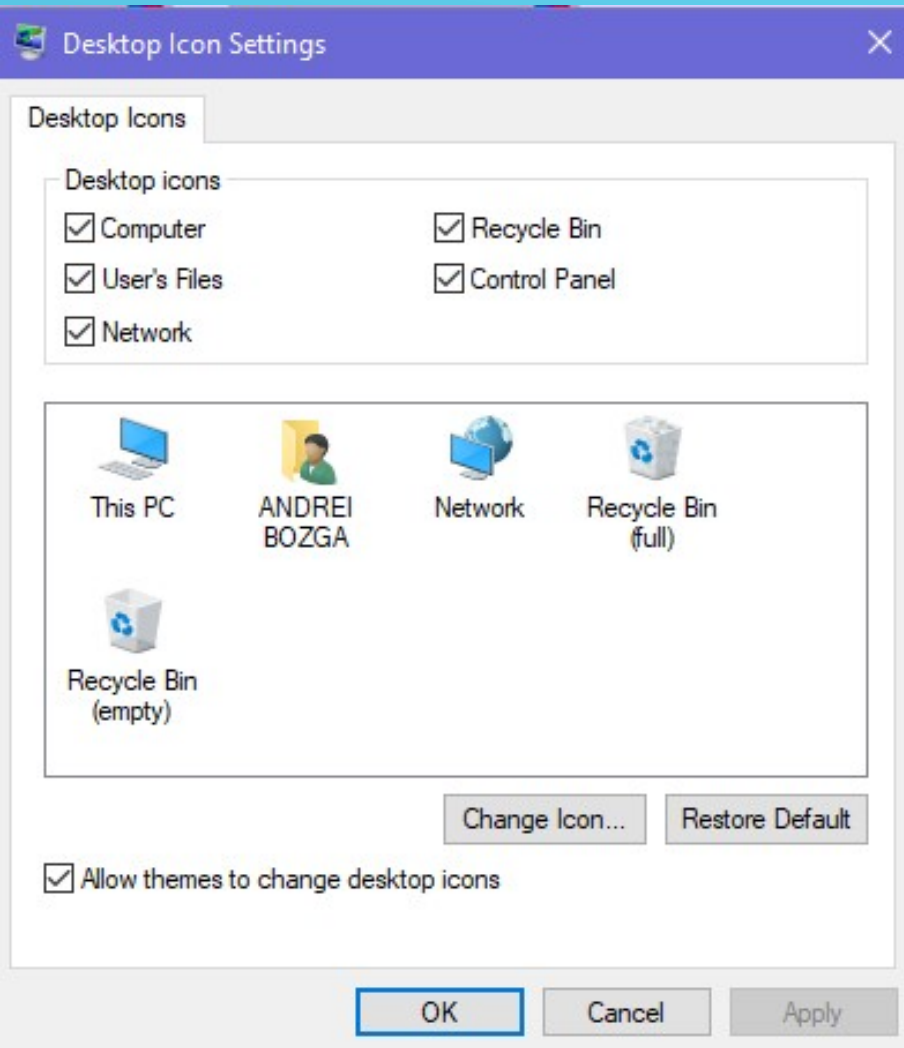 Desktop Icon Settings
Desktop Icons
Desktop icons
Computer
Recycle Bin
User's Files
Control Panel
Network
This PC
ANDREI
BOZGA
Network
Recycle Bin
(full)
Recycle Bin
(empty)
Change Icon...
Restore Default
Allow themes to change desktop icons
OK
Cancel
Apply